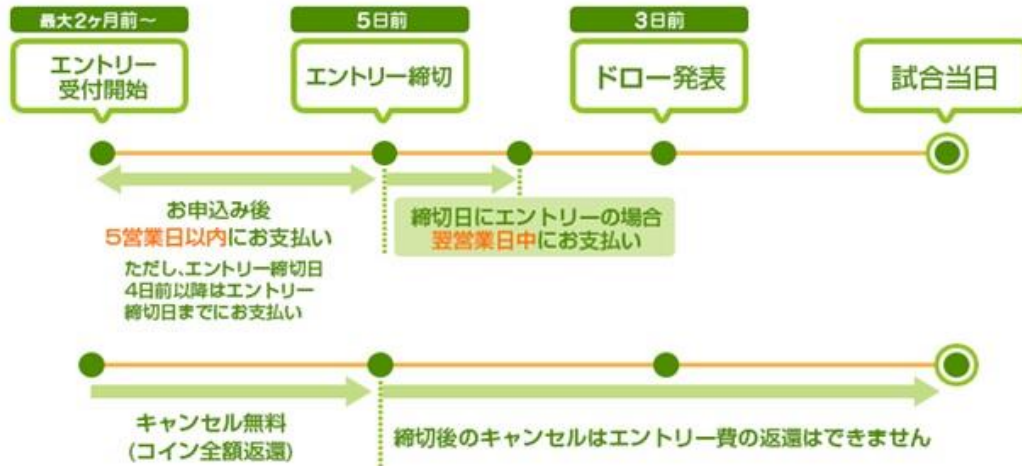 最大2ヶ月前～
5日前
3日前
エントリー
受付開始
エントリー締切
ドロー発表
試合当日
お申込み後
5営業日以内にお支払い
ただし、エントリー締切日
4日前以降はエントリー
締切日までにお支払い
締切日にエントリーの場合
翌営業日中にお支払い
キャンセル無料
(コイン全額返還)
締切後のキャンセルはエントリー費の返還はできません